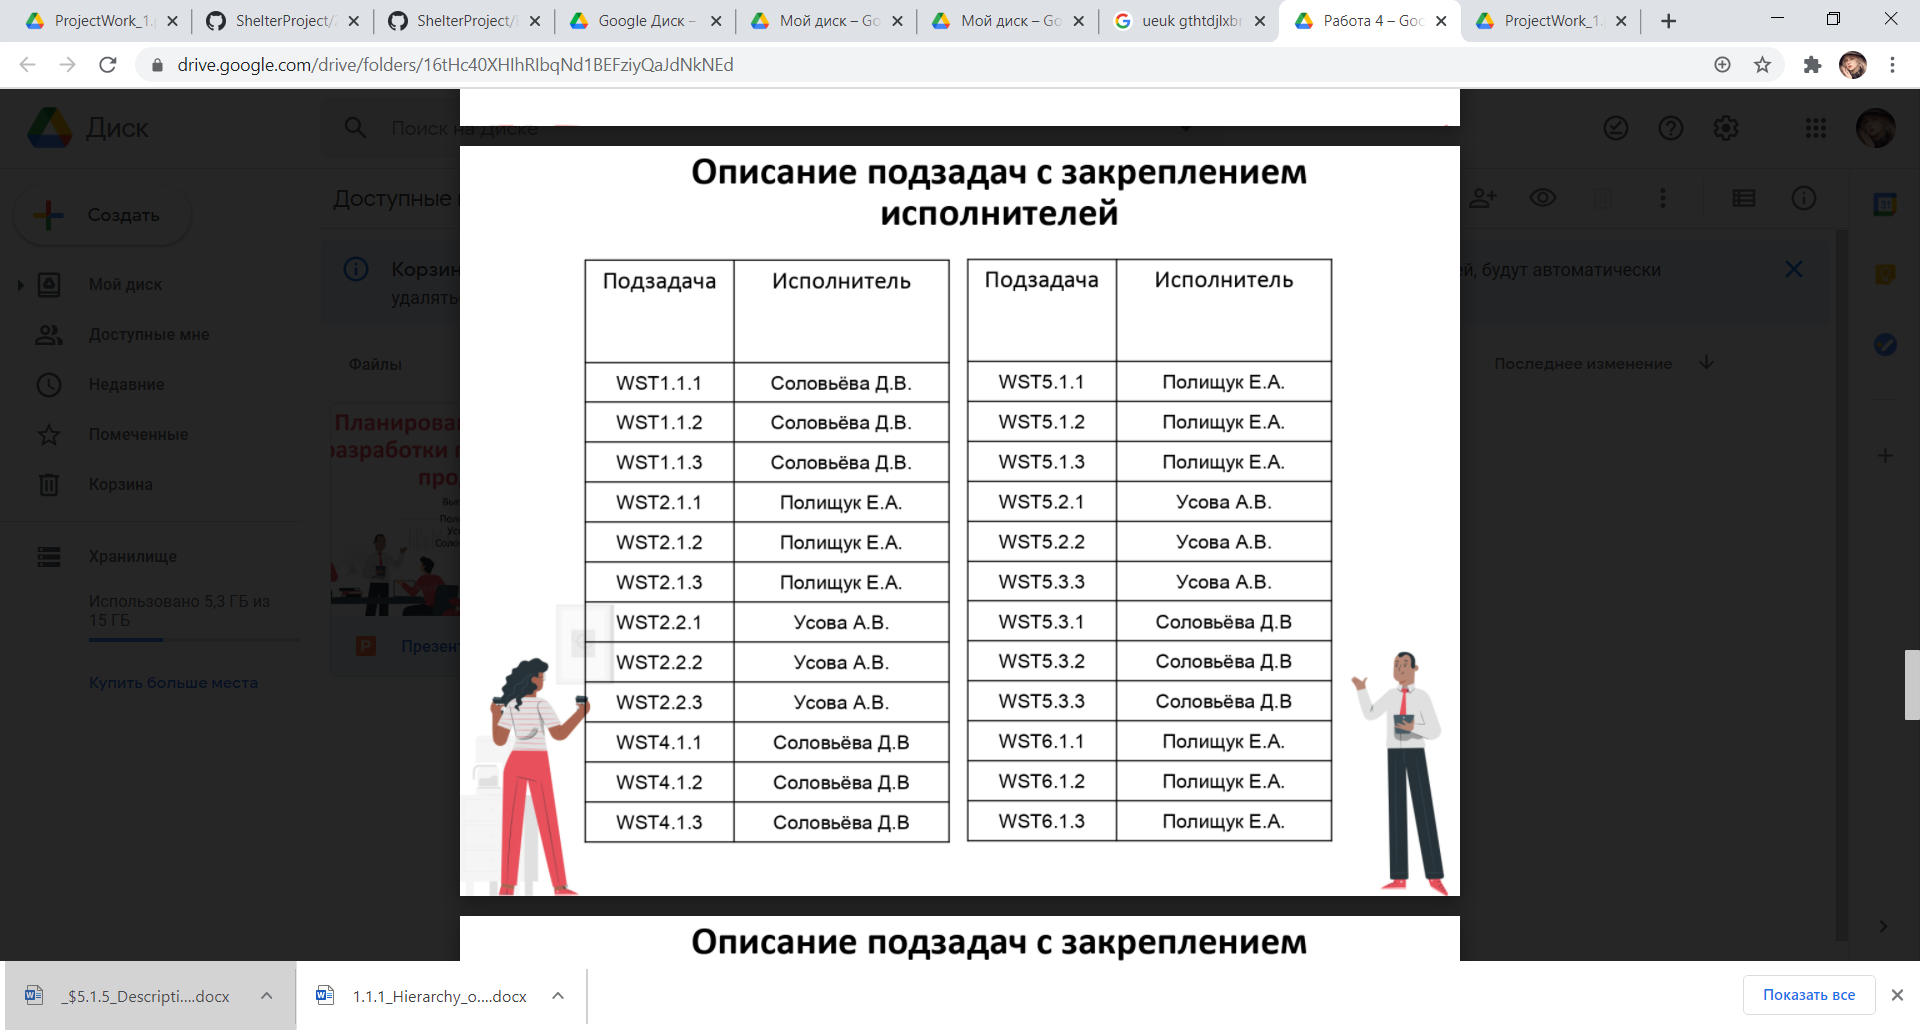 ProjectWork_1.
ShelterProject/
ShelterProject/
Google Диск –
Мой диск – Go
Мой диск – Go
ueuk gthtdjlxbr
Работа 4 – Goo
ProjectWork_1.
drive.google.com/drive/folders/16tHc40XHIhRIbqNd1BEFziyQaJdNkNEd
Диск
Поиск на Диске
Создать
Доступные
Мой диск
Доступные мне
Недавние
Помеченные
Корзина
Хранилище
Использовано 5,3 ГБ из
15 ГБ
Купить больше места
Корзин
удалять
й, будут автоматически
Файлы
Последнее изменение
Планирова
разработки
про
Презен
Описание подзадач с закреплением
исполнителей
Подзадача Исполнитель
WST1.1.1 Соловьёва Д.В.
WST1.1.2 Соловьёва Д.В.
WST1.1.3 Соловьёва Д.В.
WST2.1.1 Полищук Е.А.
WST2.1.2 Полищук Е.А.
WST2.1.3 Полищук Е.А.
WST2.2.1 Усова А.В.
WST2.2.2 Усова А.В.
WST2.2.3 Усова А.В.
WST4.1.1 Соловьёва Д.В
WST4.1.2 Соловьёва Д.В
WST4.1.3 Соловьёва Д.В
Подзадача Исполнитель
WST5.1.1 Полищук Е.А.
WST5.1.2 Полищук Е.А.
WST5.1.3 Полищук Е.А.
WST5.2.1 Усова А.В.
WST5.2.2 Усова А.В.
WST5.3.3 Усова А.В.
WST5.3.1 Соловьёва Д.В
WST5.3.2 Соловьёва Д.В
WST5.3.3 Соловьёва Д.В
WST6.1.1 Полищук Е.А.
WST6.1.2 Полищук Е.А.
WST6.1.3 Полищук Е.А.
Описание подзадач с закреплением
_$5.1.5_Descripti....docx
1.1.1_Hierarchy_o....docx
Показать все